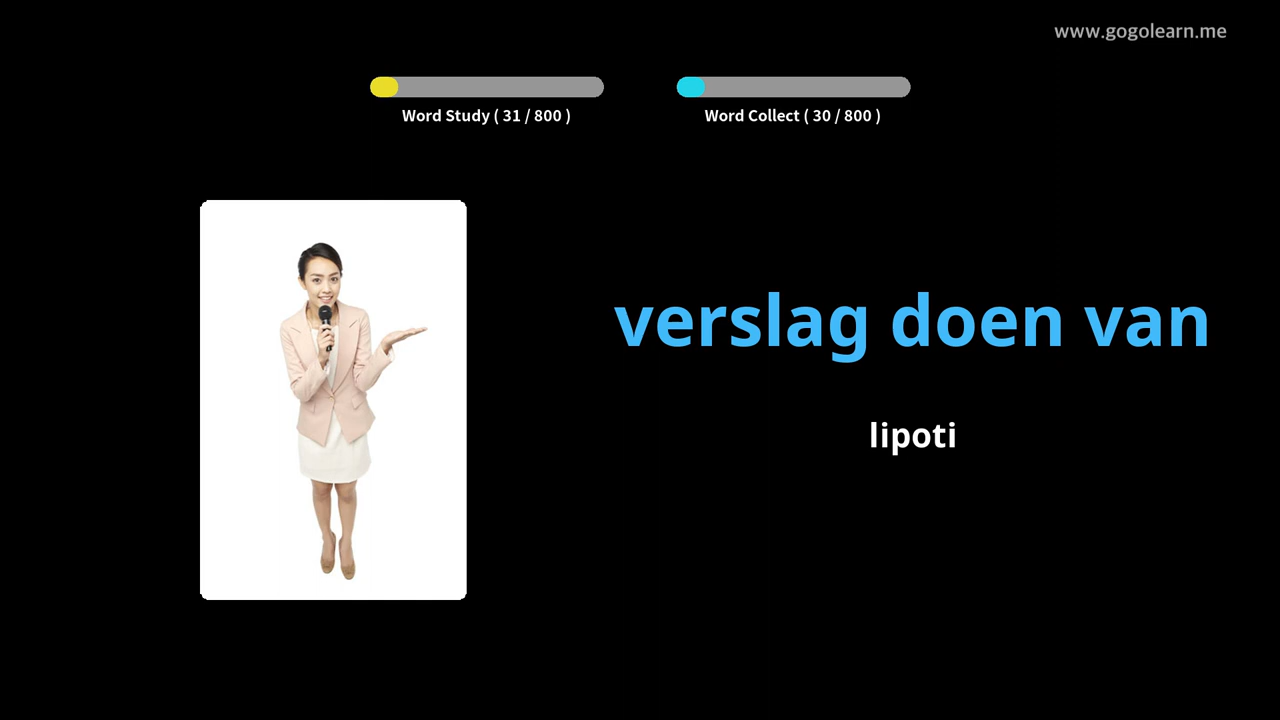 www.gogolearn.me
Word Study ( 31 / 800 )
Word Collect ( 30 / 800 )
verslag doen van
lipoti